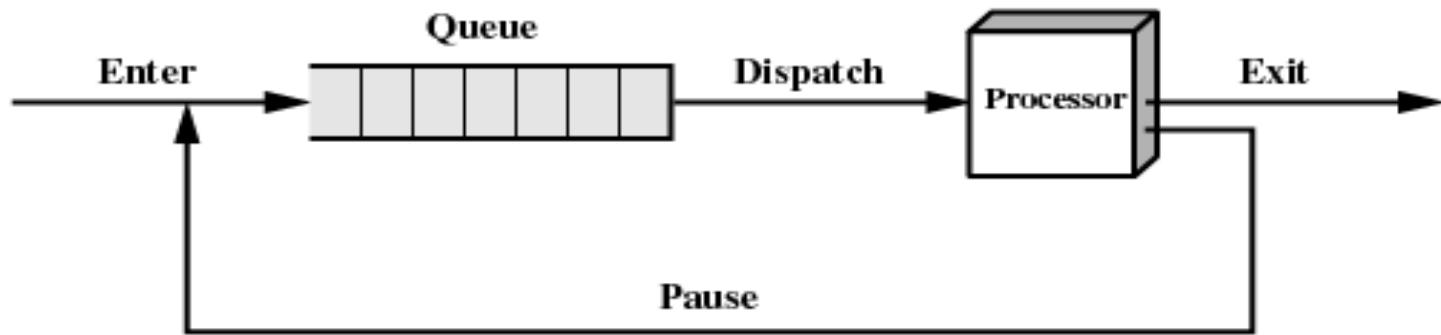 Queue
Enter
Dispatch
Processor
Exit
Pause